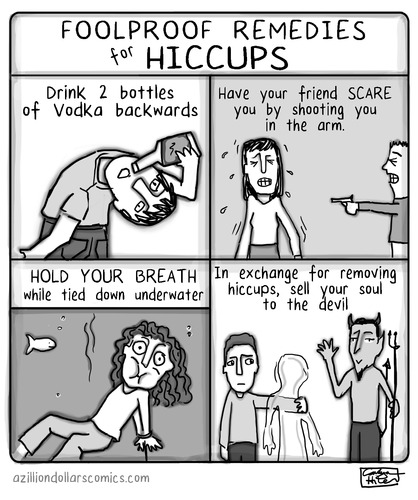 FOOLPROOF REMEDIES
for HICCUPS
Drink 2 bottles
of Vodka backwards
Have your friend SCARE
you by shooting you
in the arm.
HOLD YOUR BREATH
while tied down underwater
In exchange for removing
hiccups, sell your soul
to the devil
azilliondollarscomics.com